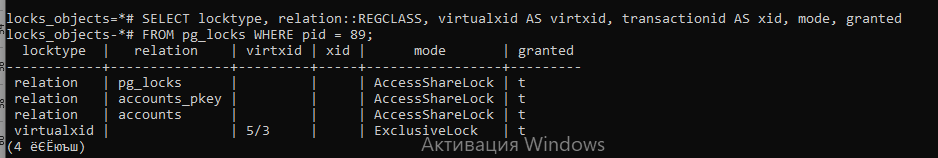 locks_objects=*# SELECT locktype, relation::REGCLASS, virtualxid AS virtxid, transactionid AS xid, mode, granted
locks_objects-*# FROM pg_locks WHERE pid = 89;
locktype | relation | virtxid | xid | mode | granted
------------+---------------+---------+-----+-----------------+---------
relation | pg_locks | | | AccessShareLock | t
relation | accounts_pkey | | | AccessShareLock | t
relation | accounts | | | AccessShareLock | t
virtualxid | | 5/3 | | ExclusiveLock | t
(4 ёЄЁюъш)
Активация Windows